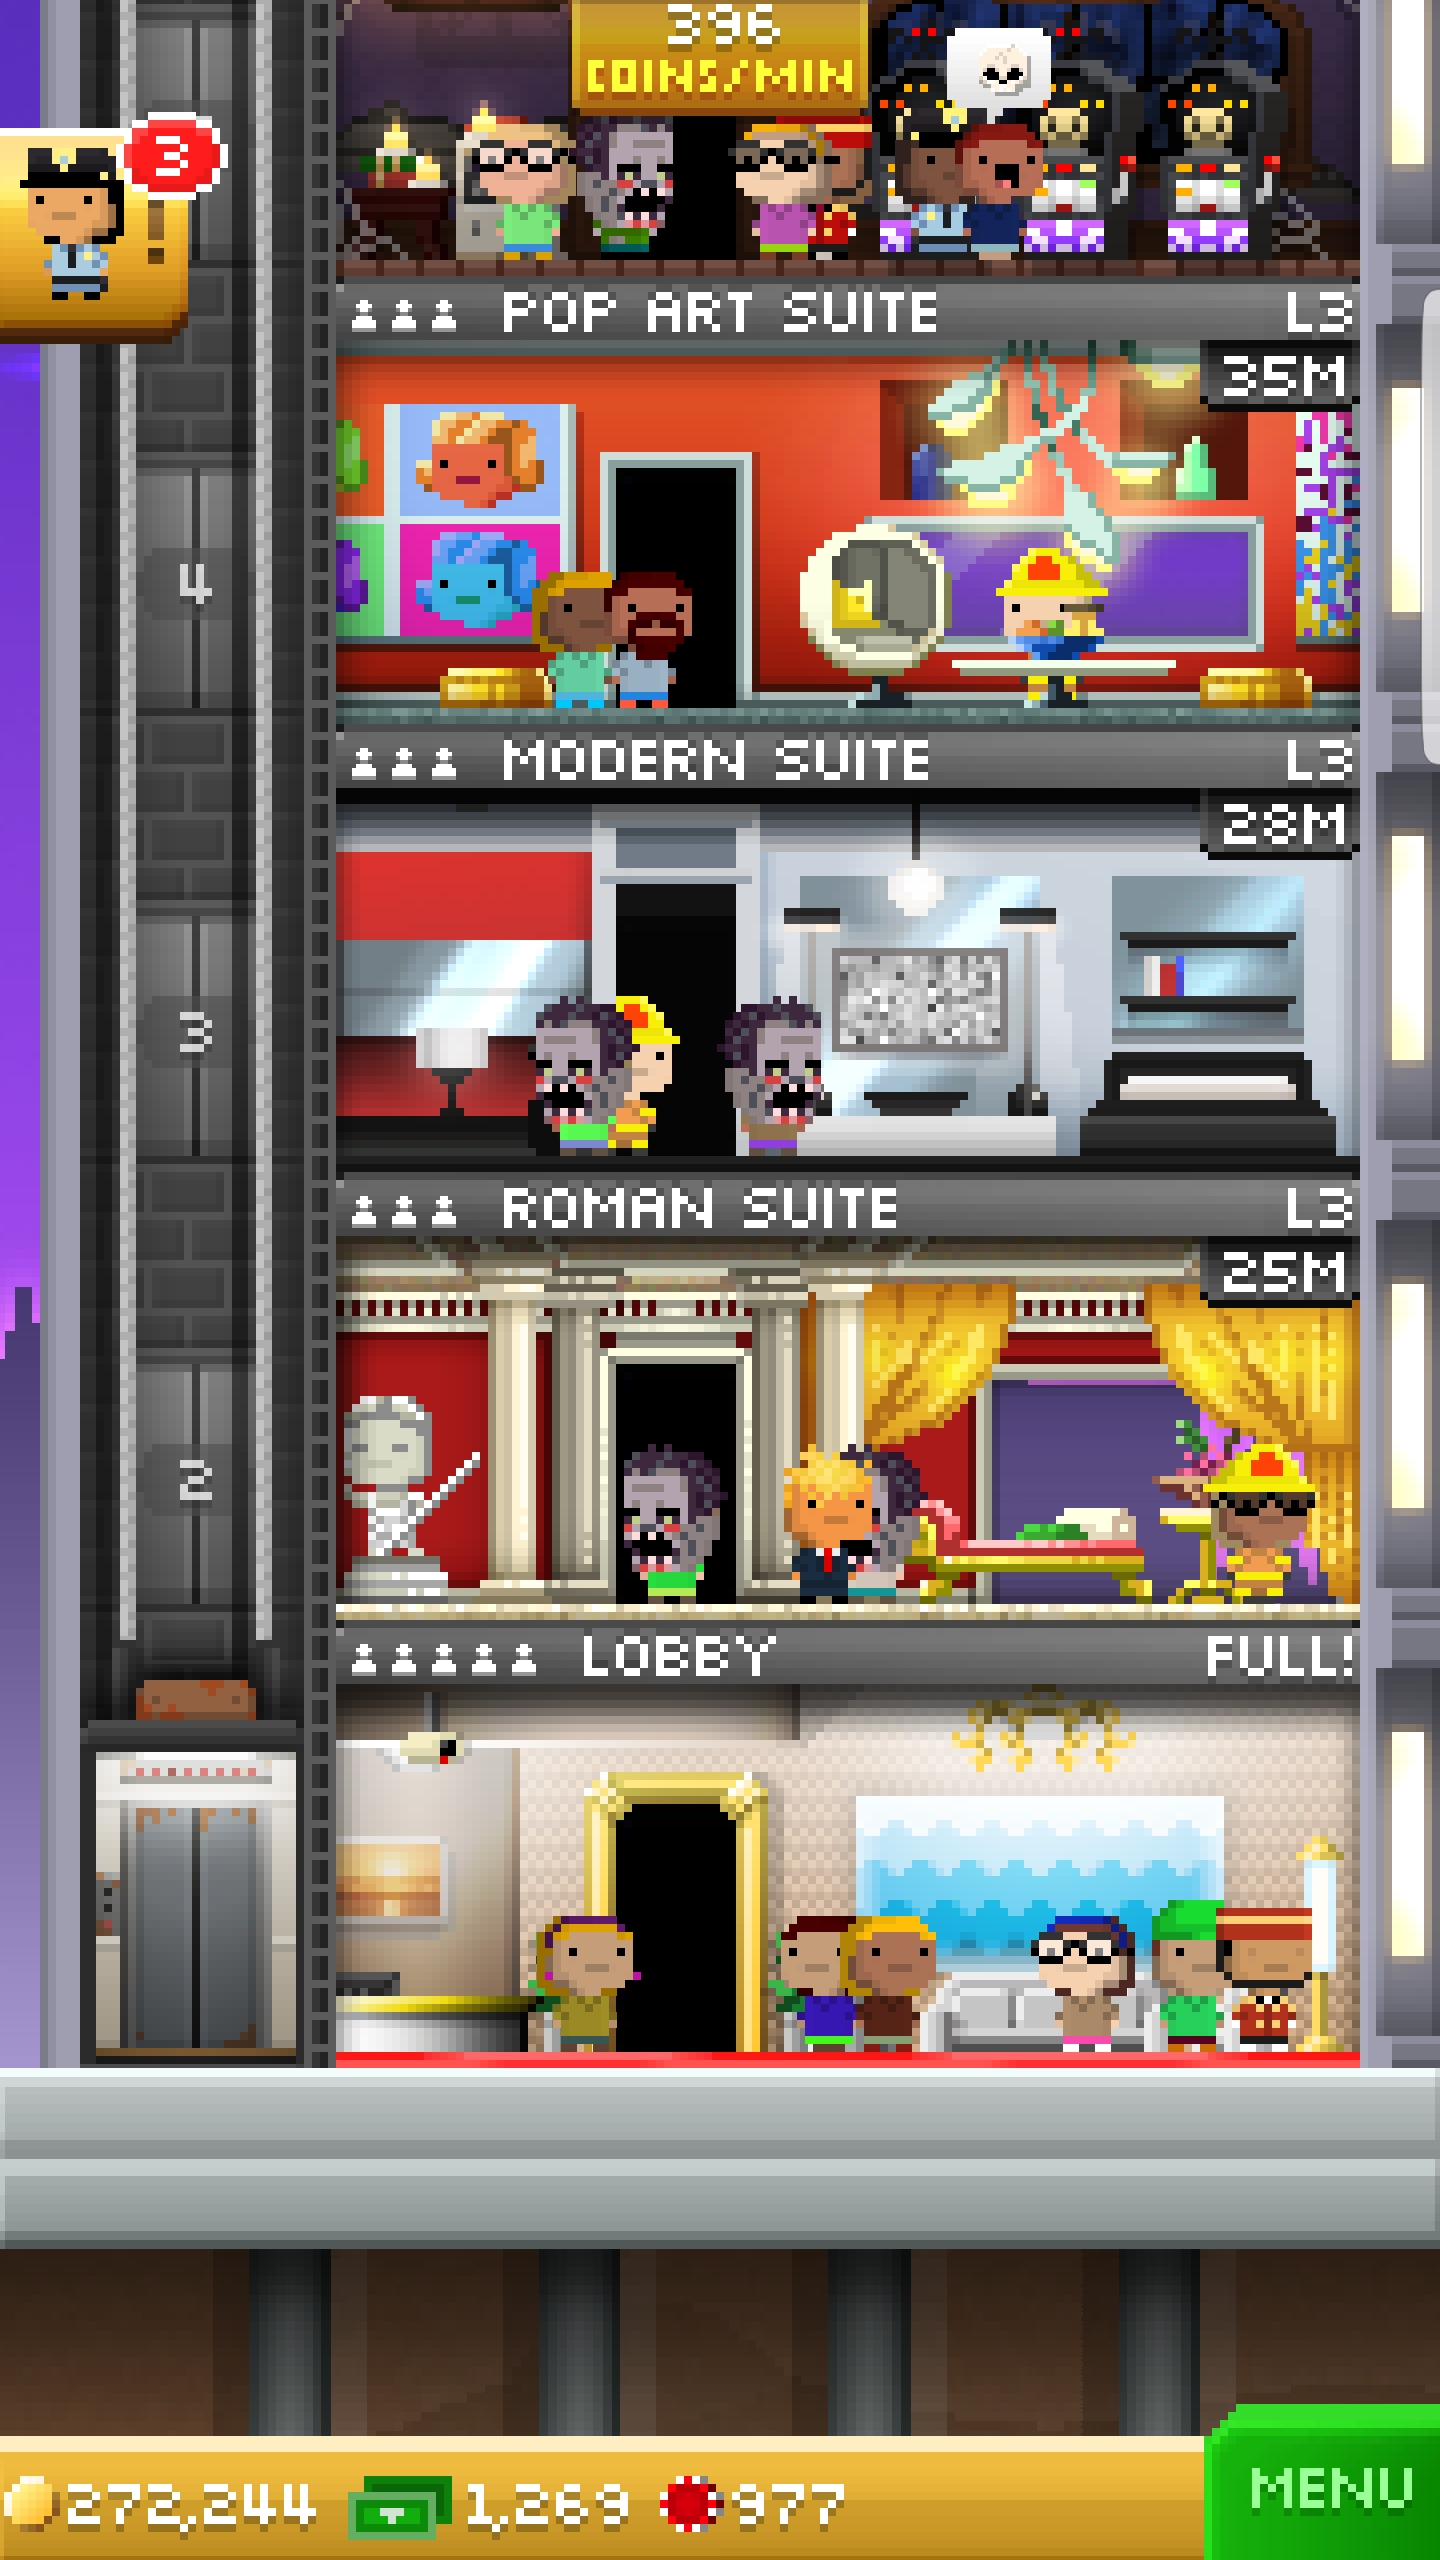 396
COINS/MIN
3
POP ART SUITE L3
35M
4
MODERN SUITE L3
28M
3
ROMAN SUITE L3
25M
2
LOBBY FULL!
272,244 1,269 977 MENU